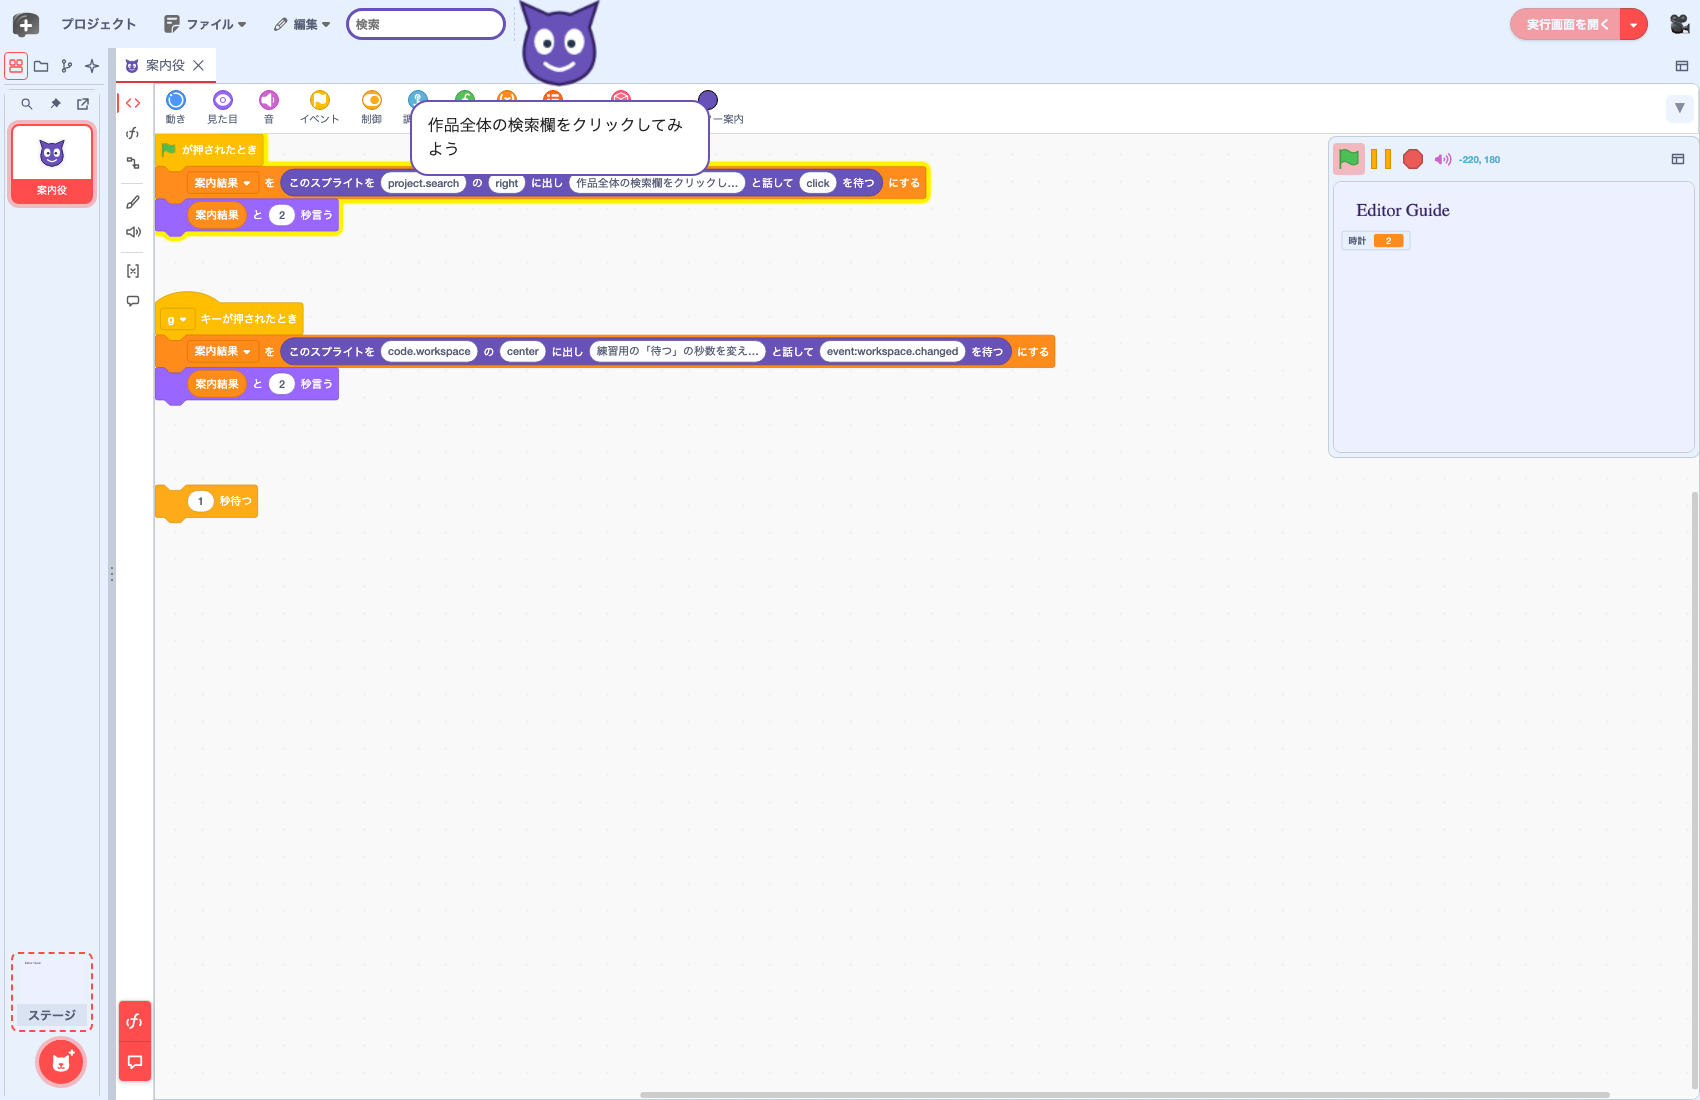 プロジェクト
ファイル
編集
検索
実行画面を開く
案内役
動き
見た目
音
イベント
制御
案内
作品全体の検索欄をクリックしてみ
よう
案内役
が押されたとき
案内結果 を このスプライトを project.search の right に出し 作品全体の検索欄をクリックし... と話して click を待つ にする
案内結果 と 2 秒言う
g キーが押されたとき
案内結果 を このスプライトを code.workspace の center に出し 練習用の「待つ」の秒数を変え... と話して event:workspace.changed を待つ にする
案内結果 と 2 秒言う
1 秒待つ
-220, 180
Editor Guide
時計 2
ステージ